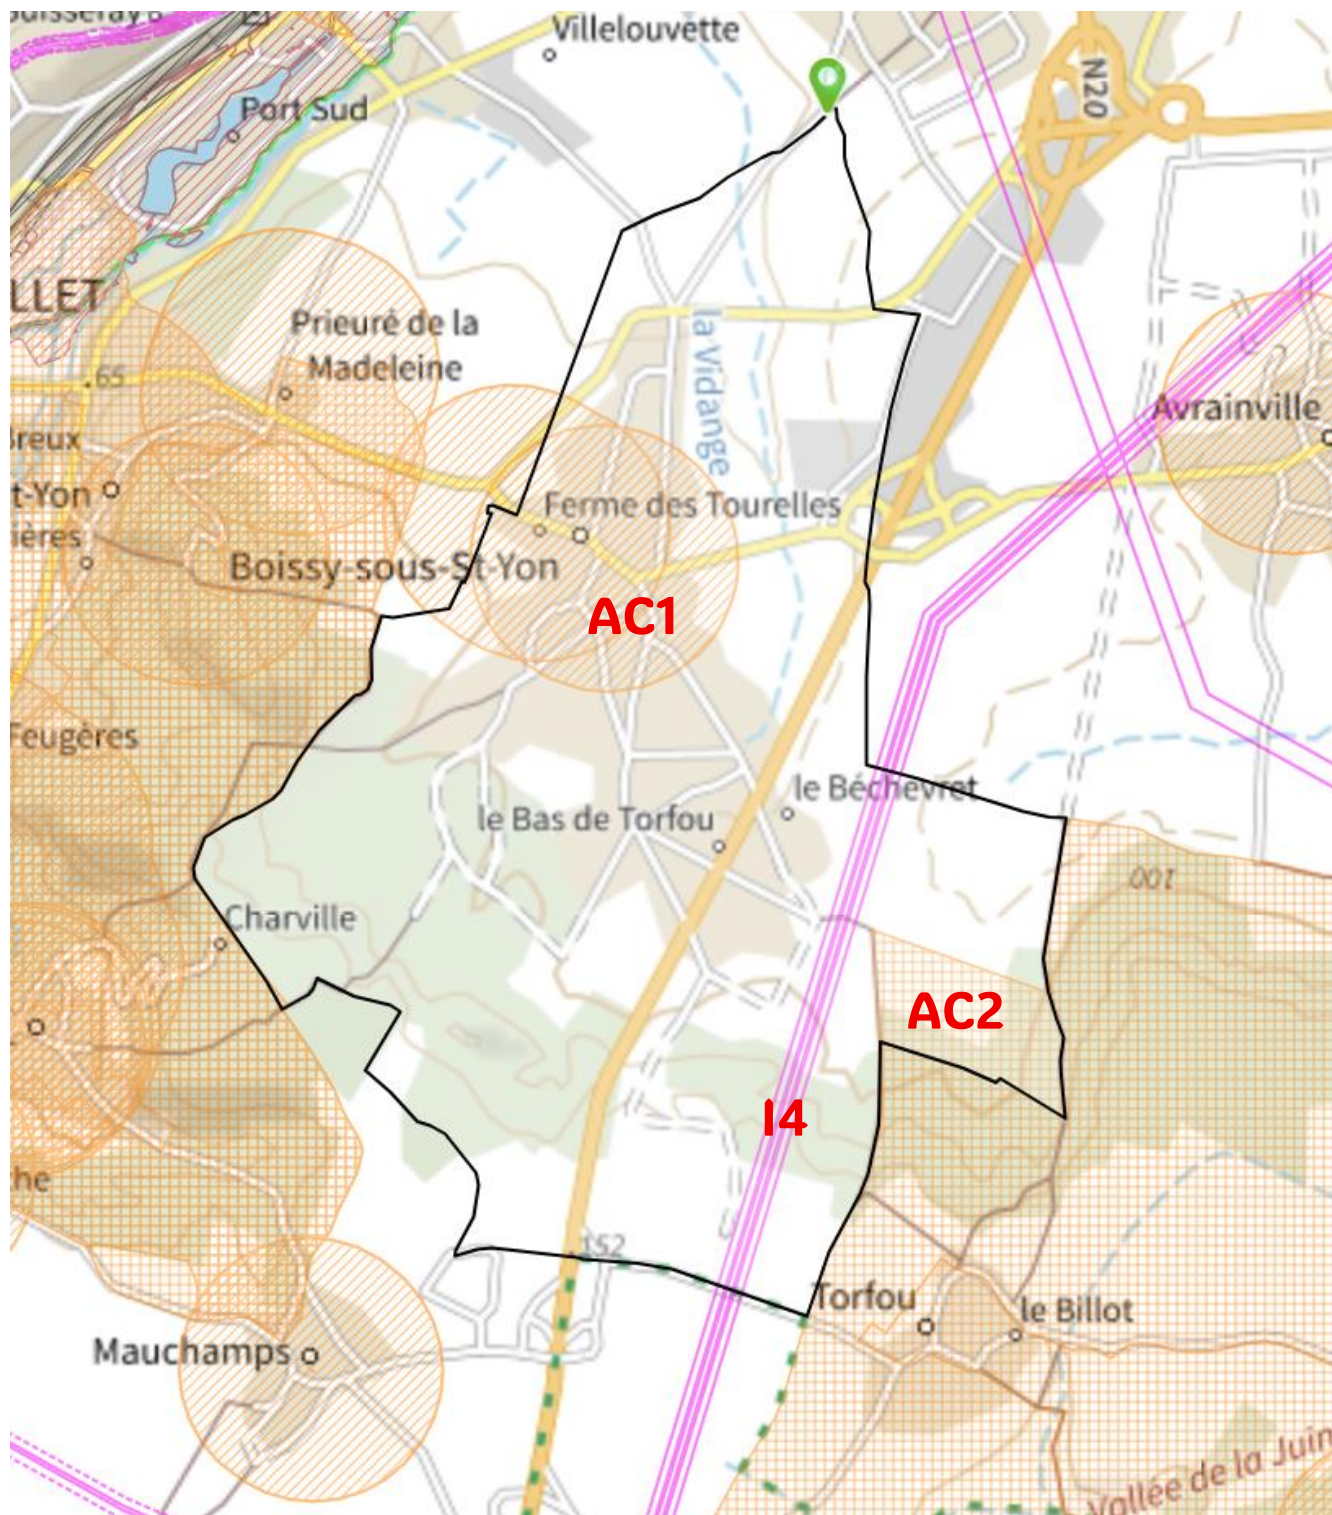 Villelouvette
Port Sud
N20
LLET
Prieuré de la
Madeleine
65
la Vidange
Avrainville
Breux
t-Yon
Ferme des Tourelles
ières
Boissy-sous-St-Yon
AC1
Feugères
le Béchevret
le Bas de Torfou
100
Charville
AC2
I4
he
152
Torfou
le Billot
Mauchamps
Vallée de la Juin